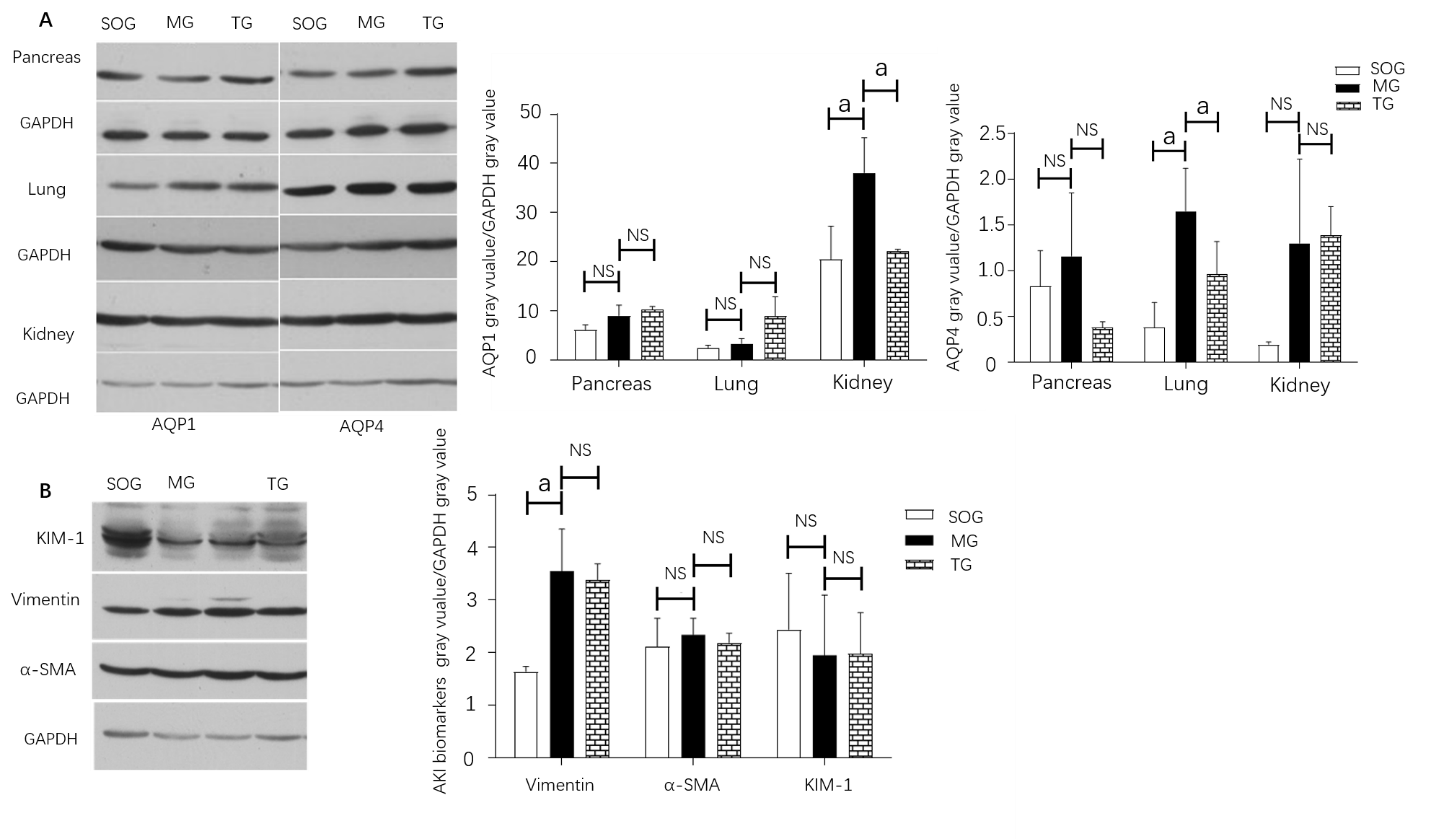 A
SOG MG TG SOG MG TG
Pancreas
GAPDH
Lung
GAPDH
Kidney
GAPDH
AQP1 AQP4
AQP1 gray vualue/GAPDH gray value
50
40
30
20
10
0
NS NS NS NS a a
Pancreas Lung Kidney
AQP4 gray vualue/GAPDH gray value
2.5
2.0
1.5
1.0
0.5
0
NS NS a a NS NS
Pancreas Lung Kidney
SOG
MG
TG
B
SOG MG TG
KIM-1
Vimentin
α-SMA
GAPDH
AKI biomarkers gray vualue/GAPDH gray value
5
4
3
2
1
0
a NS NS NS NS NS
Vimentin α-SMA KIM-1
SOG
MG
TG